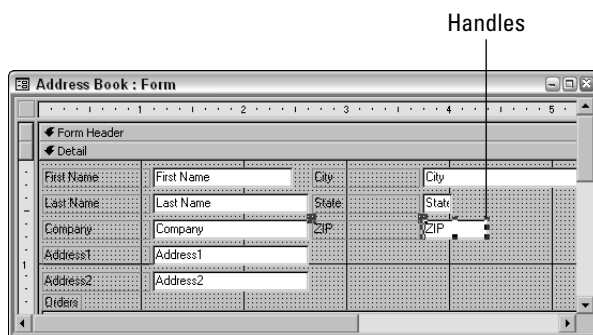 Handles
Address Book : Form
1 2 3 4 5
Form Header
Detail
First Name First Name City City
Last Name Last Name State State
Company Company ZIP ZIP
1
Address1 Address1
Address2 Address2
Orders